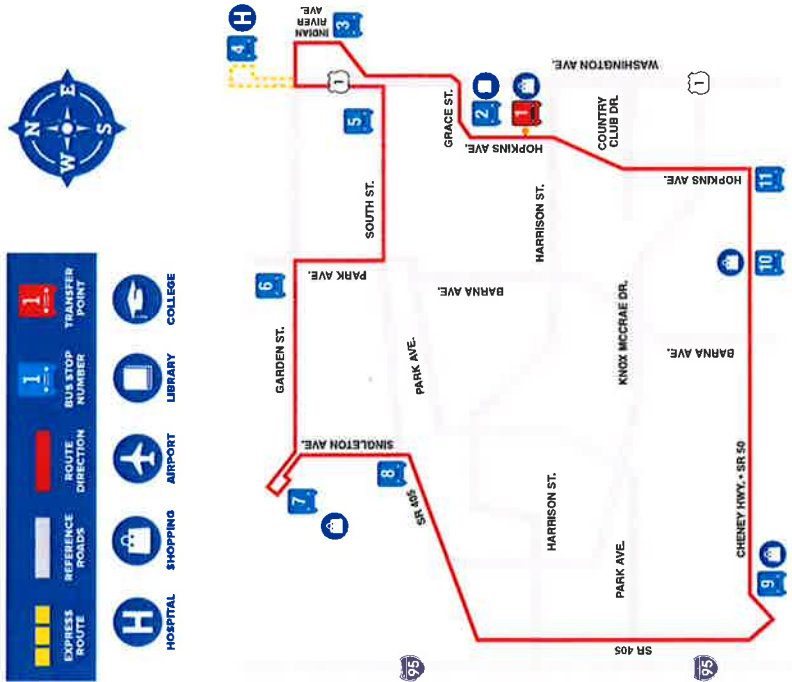 N
E
S
W
EXPRESS
ROUTE
REFERENCE
ROADS
ROUTE
DIRECTION
1
BUS STOP
NUMBER
1
TRANSFER
POINT
H
HOSPITAL
SHOPPING
AIRPORT
LIBRARY
COLLEGE
H
4
INDIAN
RIVER
AVE.
3
1
5
SOUTH ST.
GRACE ST.
2
1
HOPKINS AVE.
WASHINGTON AVE.
COUNTRY
CLUB DR.
1
HOPKINS AVE.
11
10
6
PARK AVE.
GARDEN ST.
BARNA AVE.
HARRISON ST.
KNOX MCCRAE DR.
BARNA AVE.
PARK AVE.
SINGLETON AVE.
7
8
SR 405
HARRISON ST.
PARK AVE.
CHENEY HWY. • SR 50
9
SR 405
95
95